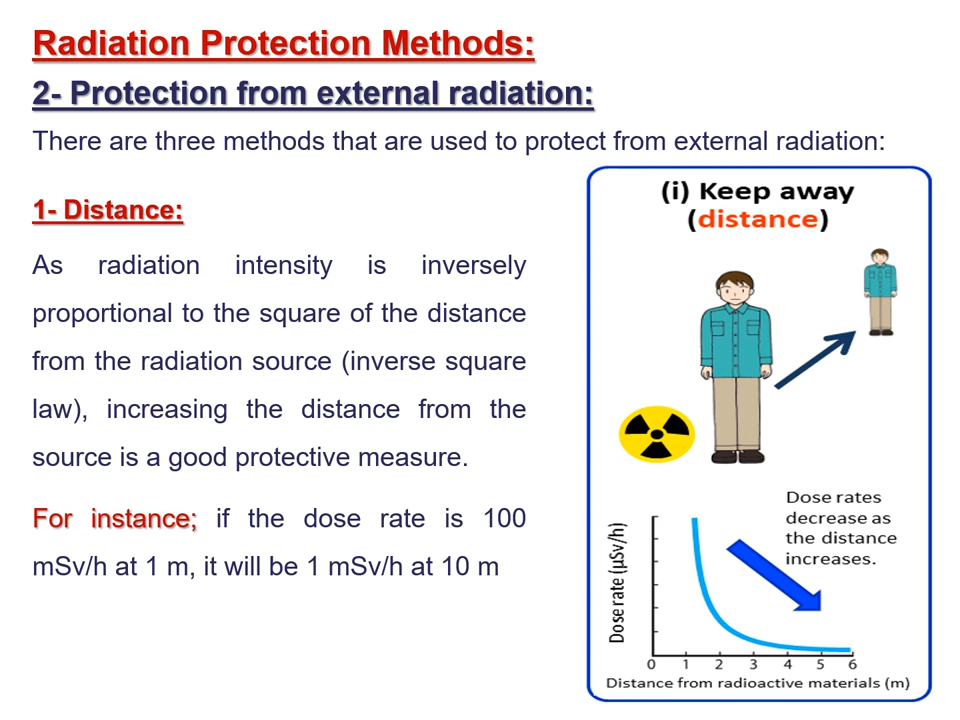 Radiation Protection Methods:
2- Protection from external radiation:
There are three methods that are used to protect from external radiation:
1- Distance:
As radiation intensity is inversely
proportional to the square of the distance
from the radiation source (inverse square
law), increasing the distance from the
source is a good protective measure.
For instance; if the dose rate is 100
mSv/h at 1 m, it will be 1 mSv/h at 10 m
(i) Keep away
(distance)
Dose rates
decrease as
the distance
increases.
Dose rate (µSv/h)
0 1 2 3 4 5 6
Distance from radioactive materials (m)